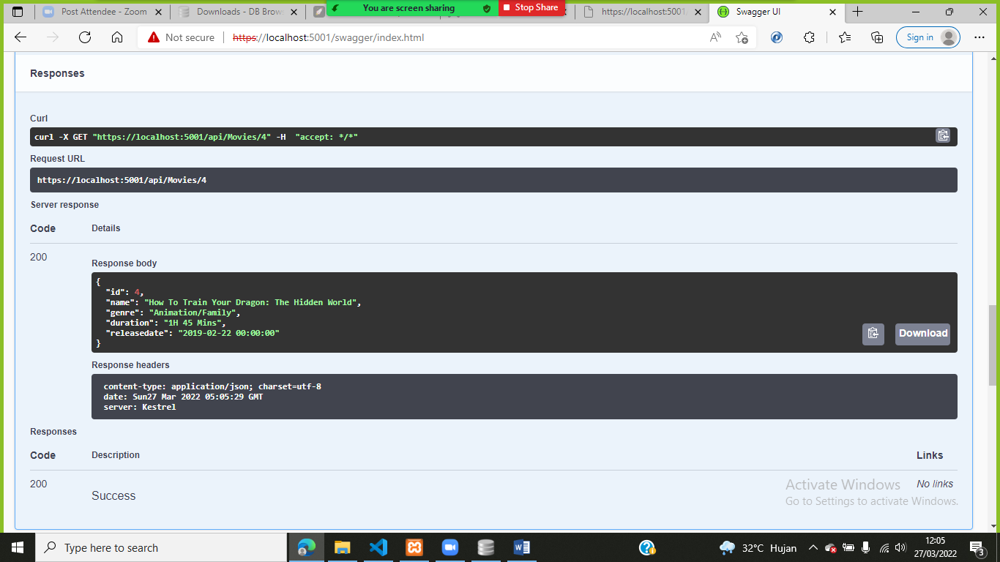 Post Attendee - Zoom
Downloads - DB Brow
You are screen sharing
Stop Share
https://localhost:5001
Swagger UI
Not secure
https://localhost:5001/swagger/index.html
Sign in
Responses
Curl
curl -X GET "https://localhost:5001/api/Movies/4" -H  "accept: */*"
Request URL
https://localhost:5001/api/Movies/4
Server response
Code Details
200
Response body
{
"id": 4,
"name": "How To Train Your Dragon: The Hidden World",
"genre": "Animation/Family",
"duration": "1H 45 Mins",
"releasedate": "2019-02-22 00:00:00"
}
Download
Response headers
content-type: application/json; charset=utf-8
date: Sun27 Mar 2022 05:05:29 GMT
server: Kestrel
Responses
Code Description Links
200
Success
No links
Activate Windows
Go to Settings to activate Windows.
Type here to search
32°C Hujan
12:05
27/03/2022
3